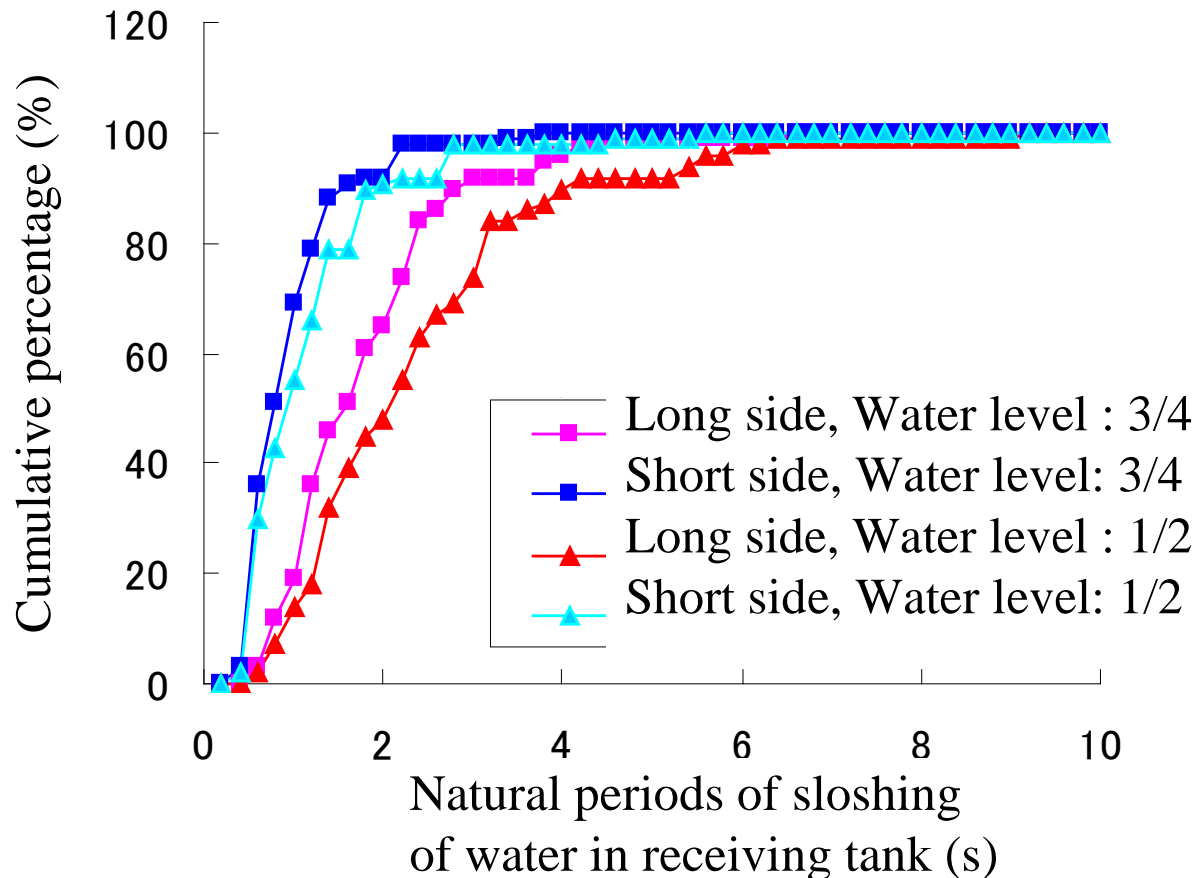 120
100
80
60
40
20
0
Cumulative percentage (%)
Long side, Water level : 3/4
Short side, Water level: 3/4
Long side, Water level : 1/2
Short side, Water level: 1/2
0 2 4 6 8 10
Natural periods of sloshing
of water in receiving tank (s)